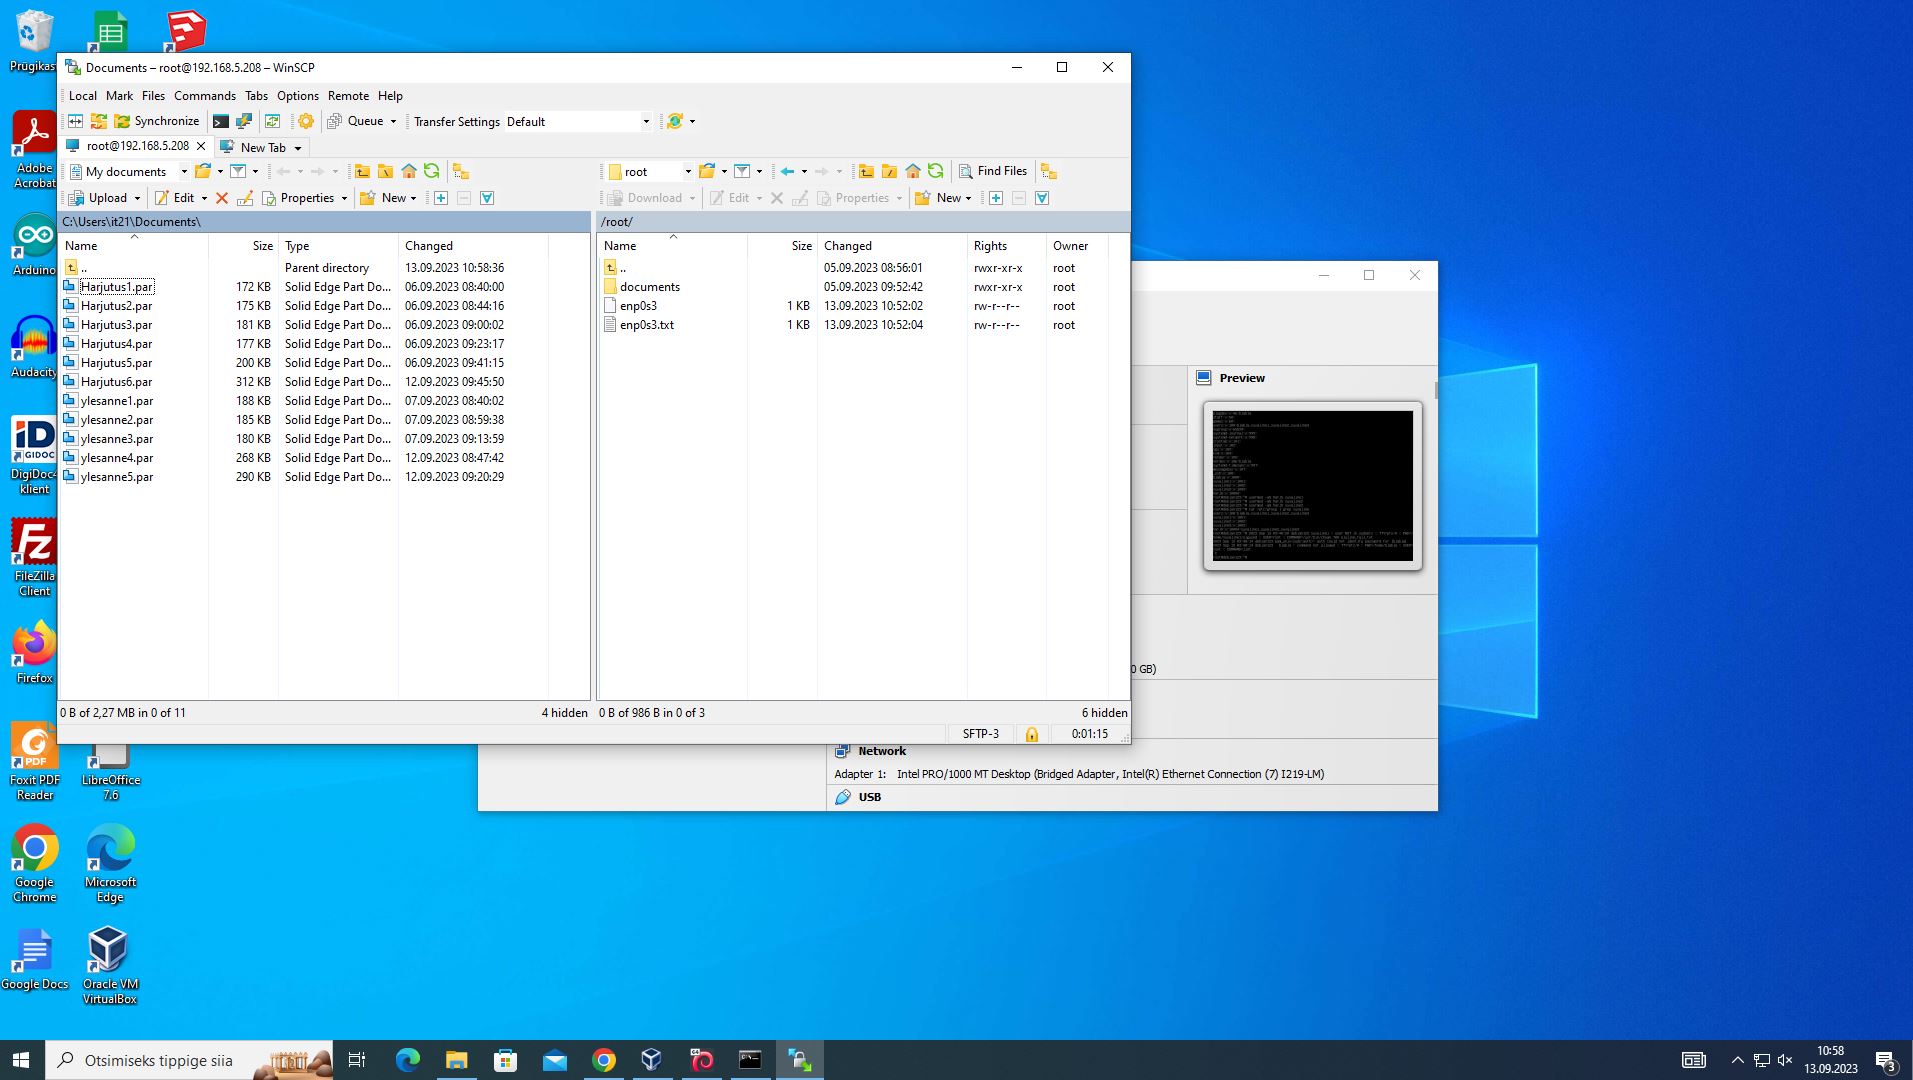 Prügikas
Documents – root@192.168.5.208 – WinSCP
Local Mark Files Commands Tabs Options Remote Help
Synchronize Queue Transfer Settings Default
root@192.168.5.208 New Tab
My documents
root Find Files
Upload Edit Properties New
Download Edit Properties New
C:\Users\it21\Documents\
/root/
Name Size Type Changed
.. Parent directory 13.09.2023 10:58:36
Harjutus1.par 172 KB Solid Edge Part Do... 06.09.2023 08:40:00
Harjutus2.par 175 KB Solid Edge Part Do... 06.09.2023 08:44:16
Harjutus3.par 181 KB Solid Edge Part Do... 06.09.2023 09:00:02
Harjutus4.par 177 KB Solid Edge Part Do... 06.09.2023 09:23:17
Harjutus5.par 200 KB Solid Edge Part Do... 06.09.2023 09:41:15
Harjutus6.par 312 KB Solid Edge Part Do... 12.09.2023 09:45:50
ylesanne1.par 188 KB Solid Edge Part Do... 07.09.2023 08:40:02
ylesanne2.par 185 KB Solid Edge Part Do... 07.09.2023 08:59:38
ylesanne3.par 180 KB Solid Edge Part Do... 07.09.2023 09:13:59
ylesanne4.par 268 KB Solid Edge Part Do... 12.09.2023 08:47:42
ylesanne5.par 290 KB Solid Edge Part Do... 12.09.2023 09:20:29
Name Size Changed Rights Owner
.. 05.09.2023 08:56:01 rwxr-xr-x root
documents 05.09.2023 09:52:42 rwxr-xr-x root
enp0s3 1 KB 13.09.2023 10:52:02 rw-r--r-- root
enp0s3.txt 1 KB 13.09.2023 10:52:04 rw-r--r-- root
0 B of 2,27 MB in 0 of 11 4 hidden
0 B of 986 B in 0 of 3 6 hidden
SFTP-3 0:01:15
Preview
0 GB)
Network
Adapter 1: Intel PRO/1000 MT Desktop (Bridged Adapter, Intel(R) Ethernet Connection (7) I219-LM)
USB
Adobe
Acrobat
Arduino
Audacity
iD
GIDOC
DigiDoc4
klient
Fz
FileZilla
Client
Firefox
PDF
Foxit PDF
Reader
LibreOffice
7.6
Google
Chrome
Microsoft
Edge
Google Docs
Oracle VM
VirtualBox
Otsimiseks tippige siia
10:58
13.09.2023
3